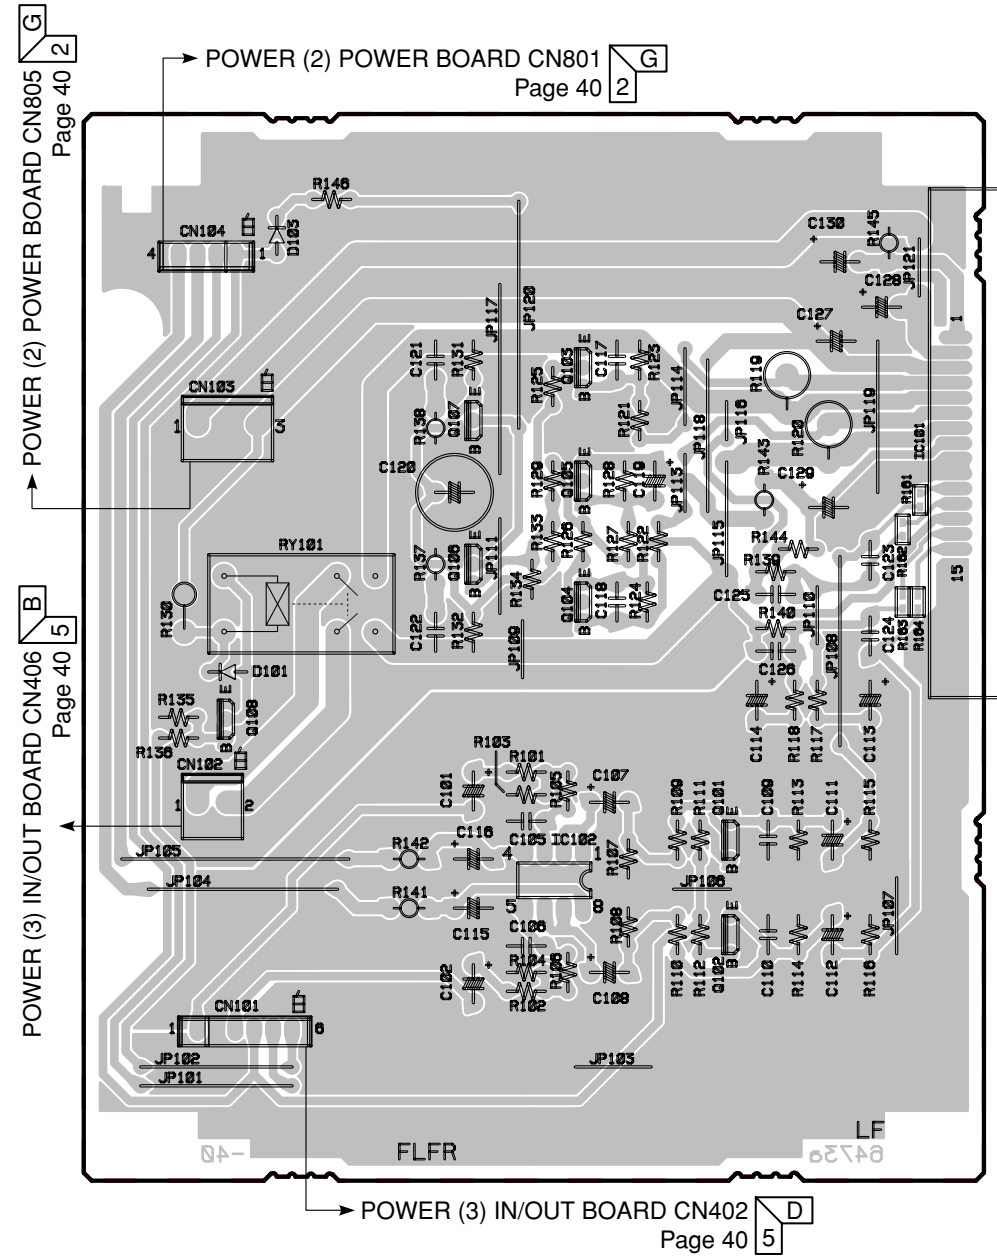 POWER (2) POWER BOARD CN805
Page 40
G
2
POWER (2) POWER BOARD CN801
Page 40
G
2
R146
CN104
4
1
D103
C130
R145
JP121
C128
C127
1
JP117
JP120
C121
R131
Q103
E
B
C117
R123
R125
JP114
R119
CN103
1
3
R138
Q107
E
B
R121
JP118
JP116
R120
JP119
IC101
R143
C120
R129
Q105
E
B
R128
C119
JP113
C129
R161
R133
R126
R127
R122
JP115
R144
R162
RY101
R137
Q106
E
B
JP111
R134
R139
C123
15
R130
Q104
E
B
C118
R124
C125
R140
JP110
R163
R164
C122
R132
JP109
C126
JP108
C124
POWER (3) IN/OUT BOARD CN406
Page 40
B
5
D101
R135
R136
Q108
E
B
C114
R118
R117
C113
CN102
1
2
R103
R101
C101
R105
C107
R109
R111
Q101
E
B
C109
R113
C111
R115
C116
C105
IC102
R142
4
1
R107
JP105
JP104
R141
5
8
JP106
JP107
C115
C106
R108
R104
R106
C102
R102
C108
R110
R112
Q102
E
B
C110
R114
C112
R116
CN101
1
6
JP102
JP101
JP103
LF
-40
FLFR
6473a
POWER (3) IN/OUT BOARD CN402
Page 40
D
5